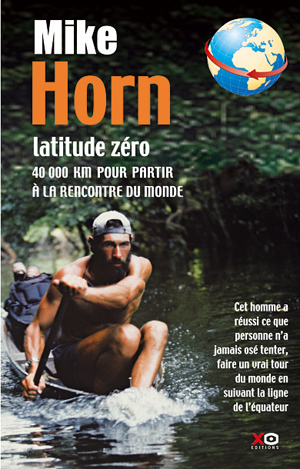 Mike
Horn
latitude zéro
40 000 KM POUR PARTIR
À LA RENCONTRE DU MONDE
Cet homme a
réussi ce que
personne n'a
jamais osé tenter,
faire un vrai tour
du monde en
suivant la ligne
de l'équateur
XO
EDITIONS